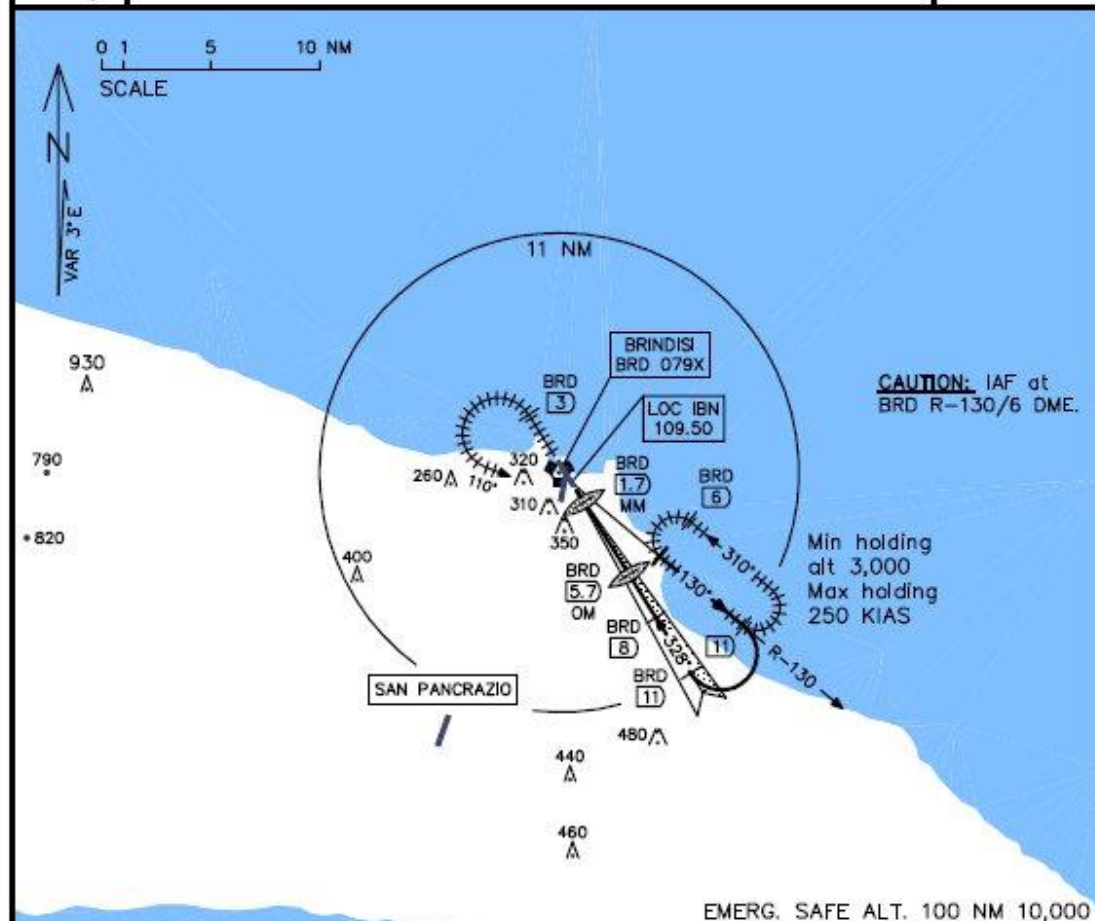 0 1 5 10 NM
SCALE
N
VAR 3°E
11 NM
930
BRINDISI
BRD 079X
BRD
3
CAUTION: IAF at
BRD R-130/6 DME.
LOC IBN
109.50
790
260
110°
320
BRD
1.7
MM
BRD
6
310
350
820
310°
Min holding
alt 3,000
Max holding
250 KIAS
400
BRD
5.7
OM
130°
BRD
8
328°
11
R-130
BRD
11
SAN PANCRAZIO
480
440
460
EMERG. SAFE ALT. 100 NM 10,000